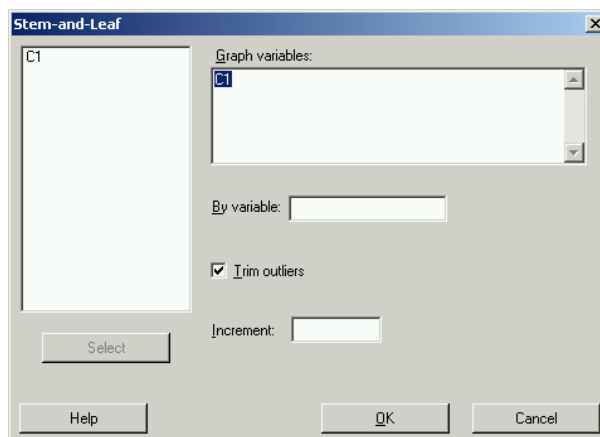 Stem-and-Leaf
C1
Graph variables:
C1
By variable:
Trim outliers
Increment:
Select
Help
OK
Cancel